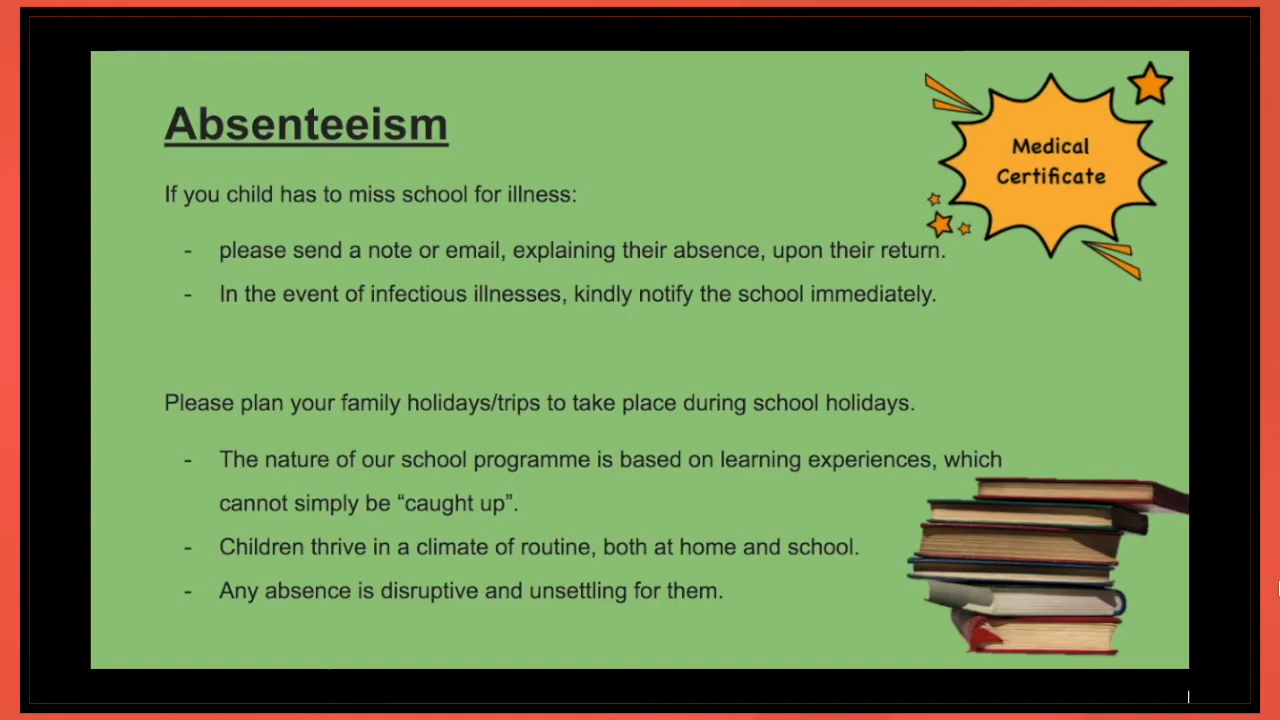 Absenteeism
Medical
Certificate
If you child has to miss school for illness:
- please send a note or email, explaining their absence, upon their return.
- In the event of infectious illnesses, kindly notify the school immediately.
Please plan your family holidays/trips to take place during school holidays.
- The nature of our school programme is based on learning experiences, which
cannot simply be “caught up”.
- Children thrive in a climate of routine, both at home and school.
- Any absence is disruptive and unsettling for them.